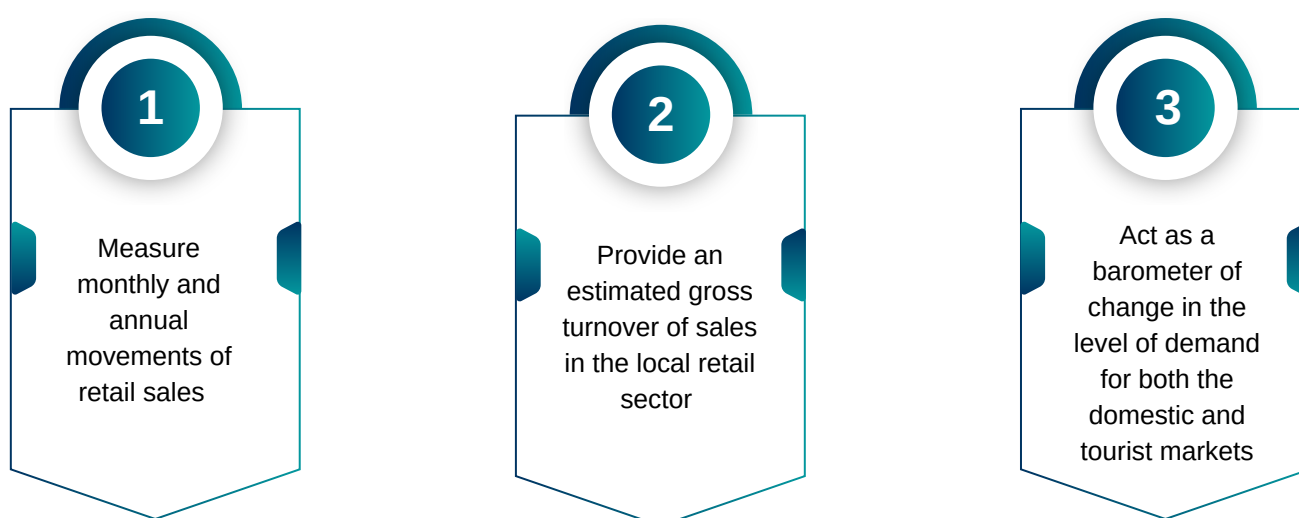 1
Measure
monthly and
annual
movements of
retail sales
2
Provide an
estimated gross
turnover of sales
in the local retail
sector
3
Act as a
barometer of
change in the
level of demand
for both the
domestic and
tourist markets